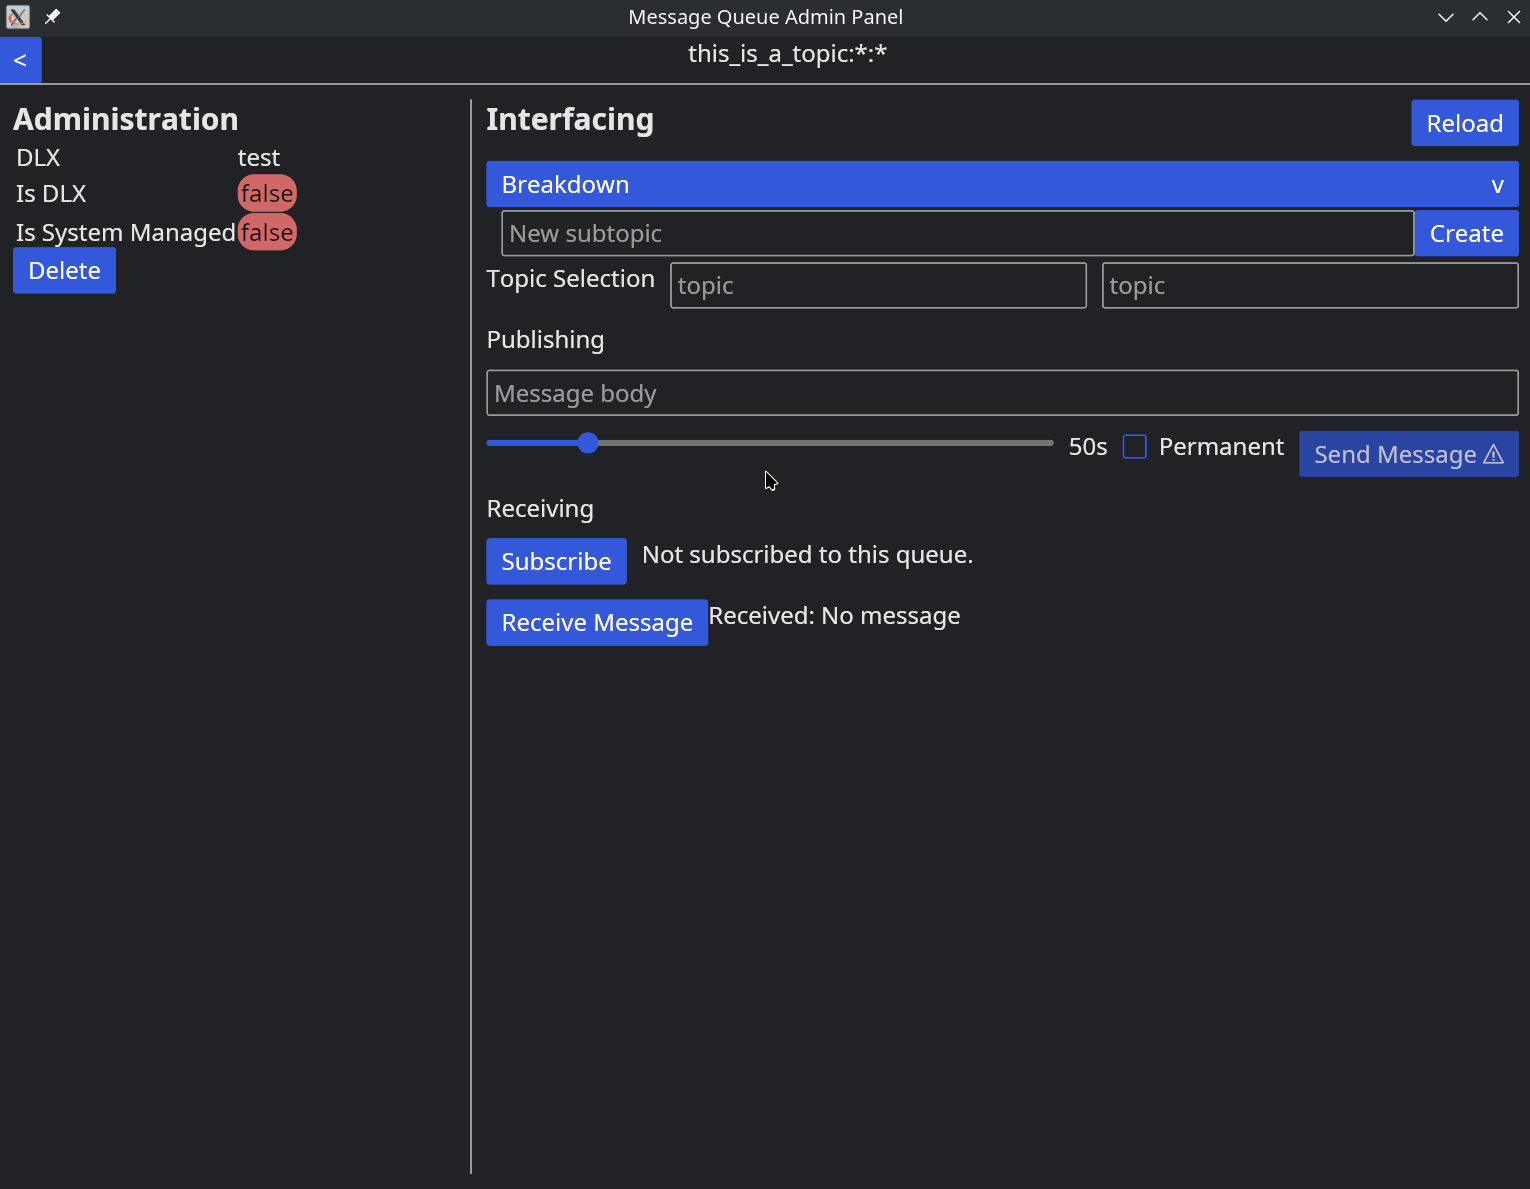 Message Queue Admin Panel
<
this_is_a_topic:*:*
Administration
DLX test
Is DLX false
Is System Managed false
Delete
Interfacing
Reload
Breakdown v
New subtopic Create
Topic Selection topic topic
Publishing
Message body
50s Permanent Send Message ⚠
Receiving
Subscribe Not subscribed to this queue.
Receive Message Received: No message